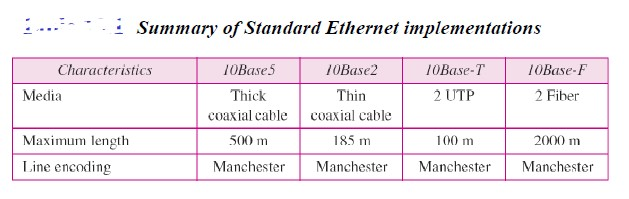 Summary of Standard Ethernet implementations
Characteristics 10Base5 10Base2 10Base-T 10Base-F
Media Thick coaxial cable Thin coaxial cable 2 UTP 2 Fiber
Maximum length 500 m 185 m 100 m 2000 m
Line encoding Manchester Manchester Manchester Manchester